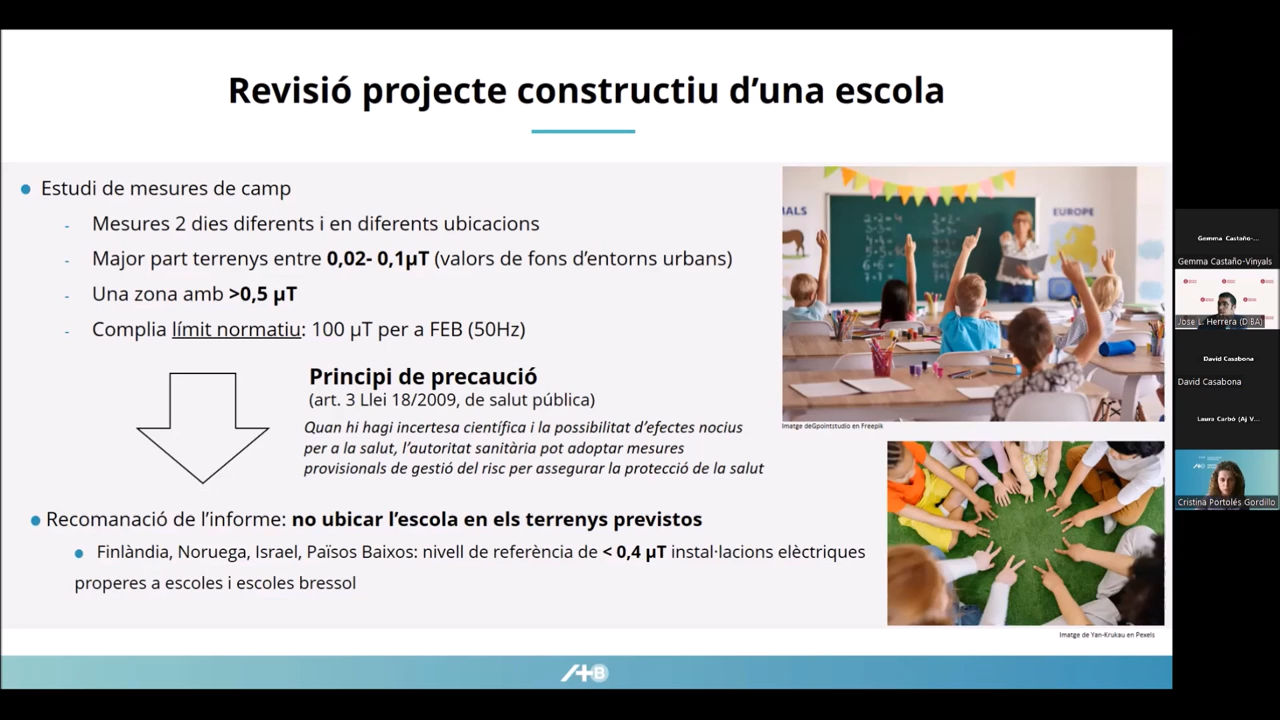 Revisió projecte constructiu d'una escola
Estudi de mesures de camp
- Mesures 2 dies diferents i en diferents ubicacions
- Major part terrenys entre 0,02- 0,1µT (valors de fons d'entorns urbans)
- Una zona amb >0,5 µT
- Complia límit normatiu: 100 µT per a FEB (50Hz)
Principi de precaució
(art. 3 Llei 18/2009, de salut pública)
Quan hi hagi incertesa científica i la possibilitat d'efectes nocius
per a la salut, l'autoritat sanitària pot adoptar mesures
provisionals de gestió del risc per assegurar la protecció de la salut
Recomanació de l'informe: no ubicar l'escola en els terrenys previstos
Finlàndia, Noruega, Israel, Països Baixos: nivell de referència de < 0,4 µT instal·lacions elèctriques
properes a escoles i escoles bressol
EUROPE
Imatge deGpointstudio en Freepik
Imatge de Yan-Krukau en Pexels
Gemma Castaño-...
Gemma Castaño-Vinyals
Jose L. Herrera (DIBA)
David Casabona
David Casabona
Laura Carbó (Aj V...
Cristina Portolés Gordillo